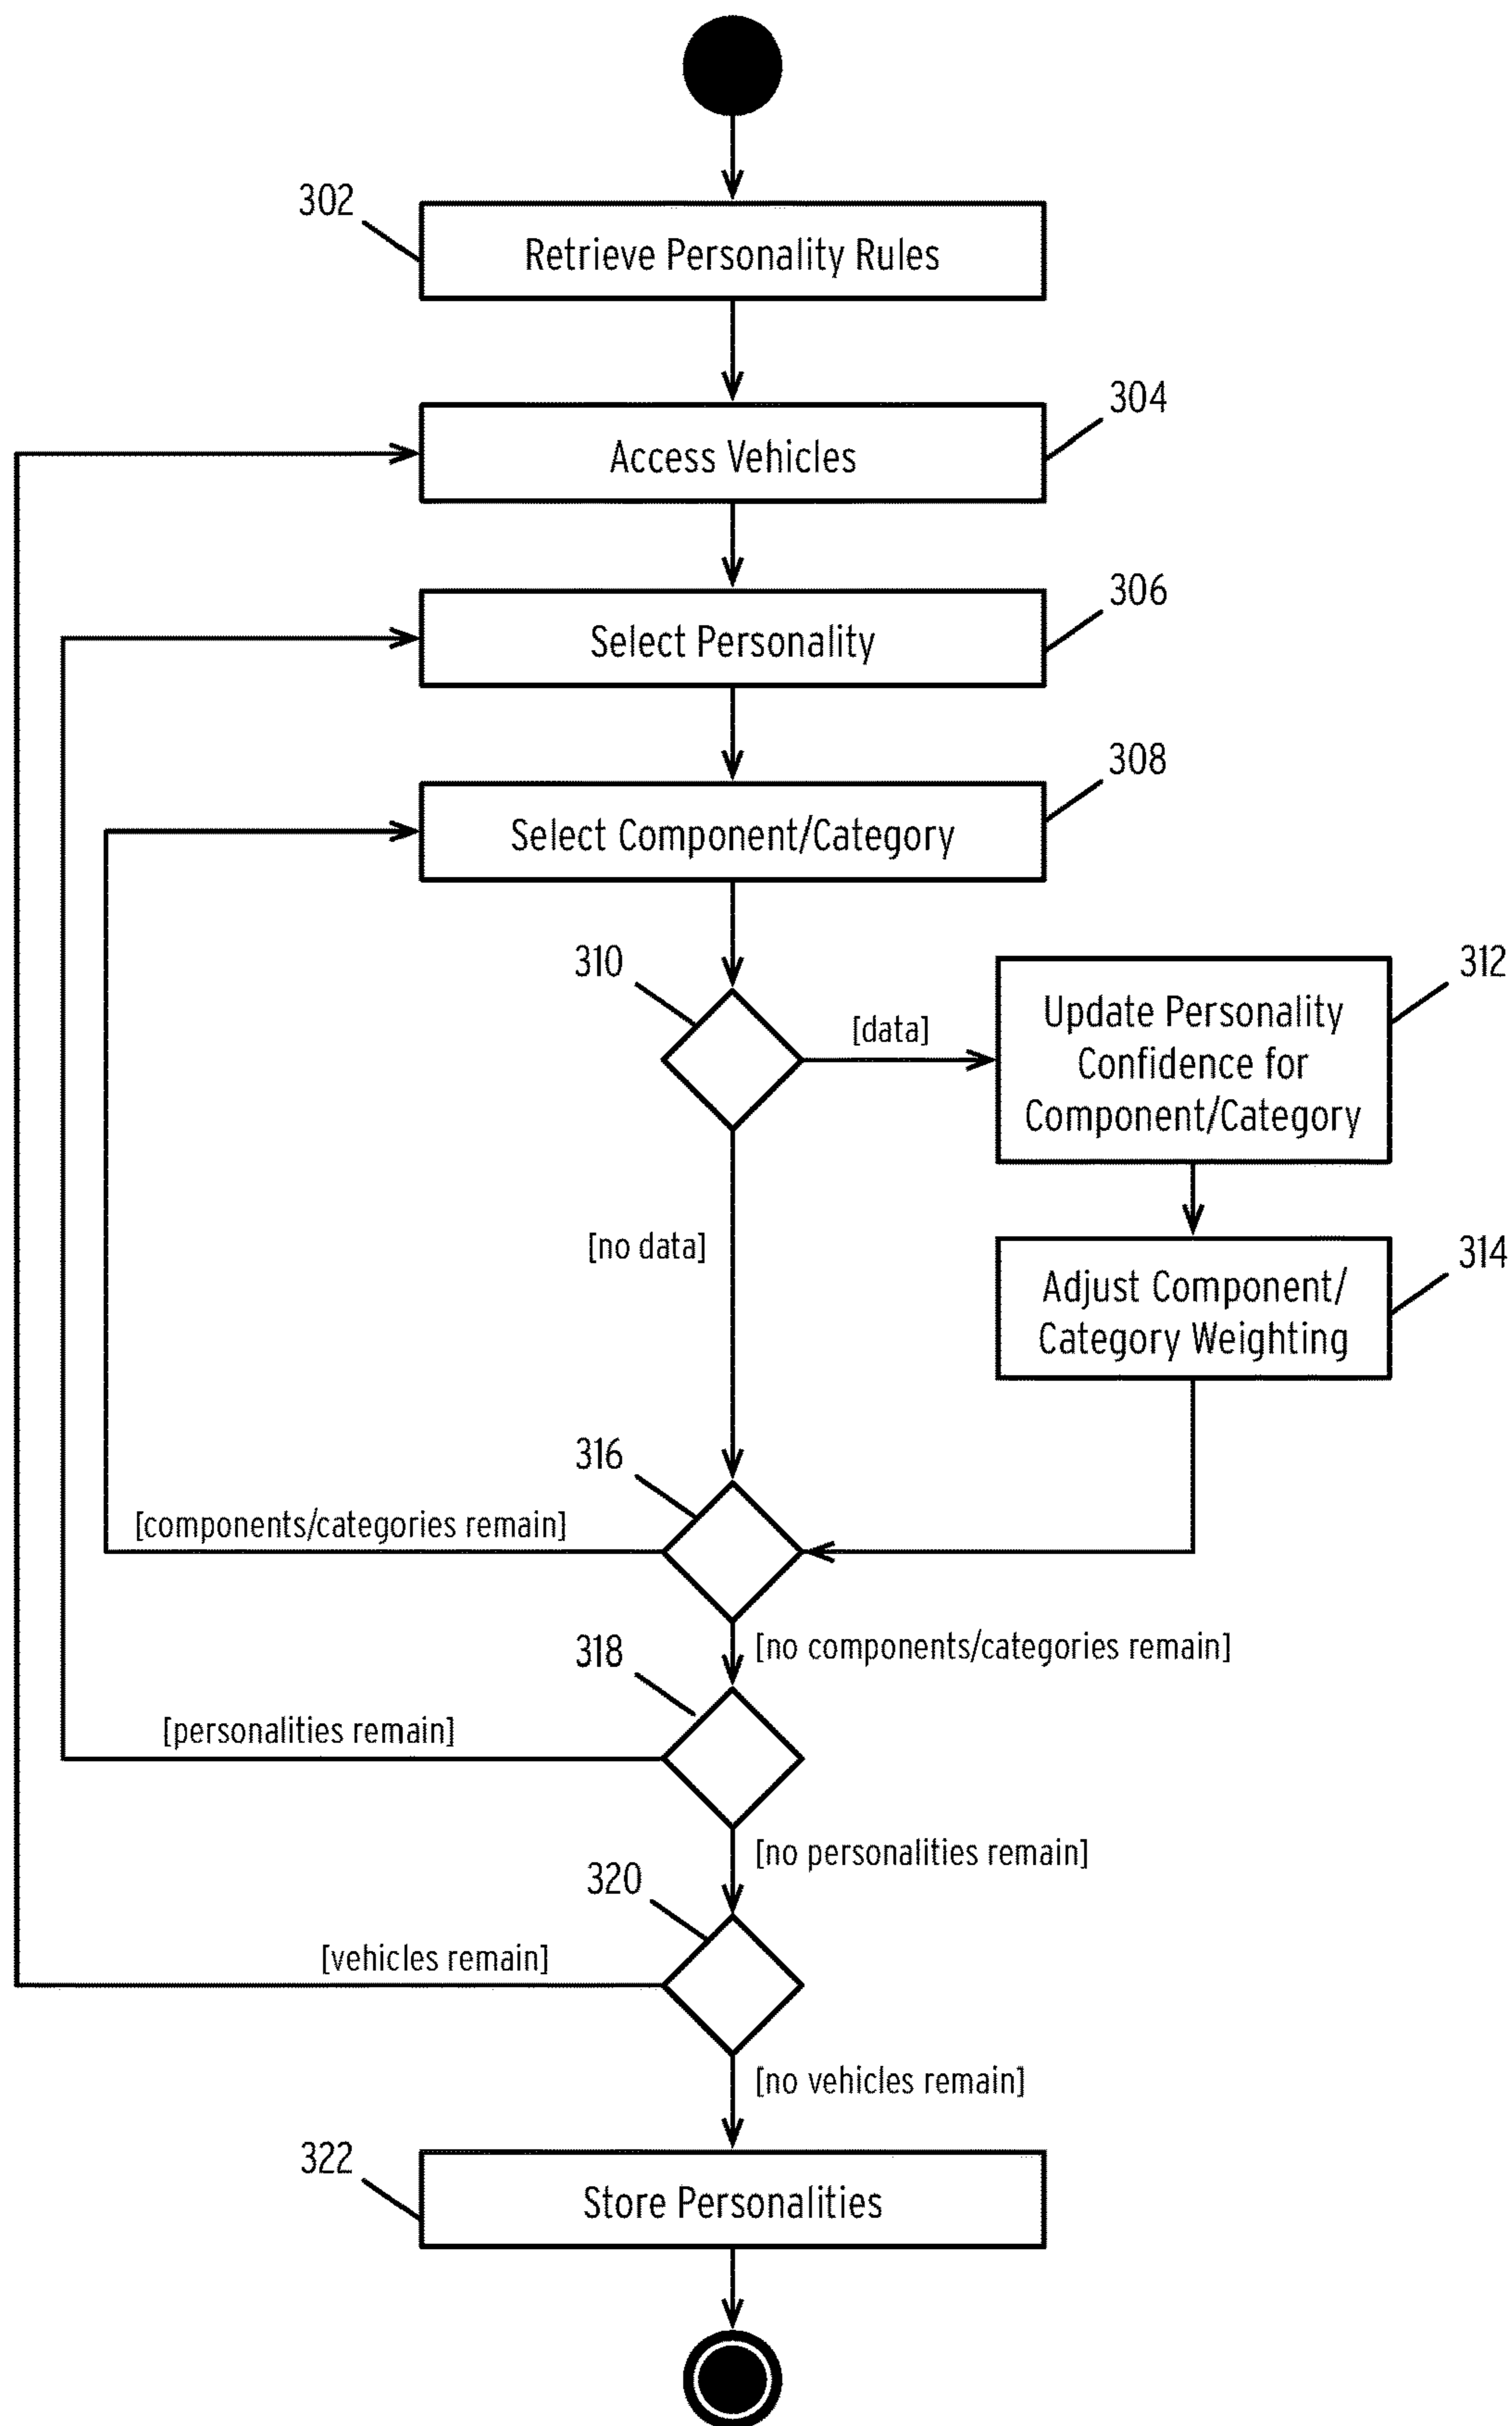 302
Retrieve Personality Rules
304
Access Vehicles
306
Select Personality
308
Select Component/Category
310
[data]
312
Update Personality
Confidence for
Component/Category
[no data]
314
Adjust Component/
Category Weighting
316
[components/categories remain]
318
[no components/categories remain]
[personalities remain]
320
[no personalities remain]
[vehicles remain]
[no vehicles remain]
322
Store Personalities